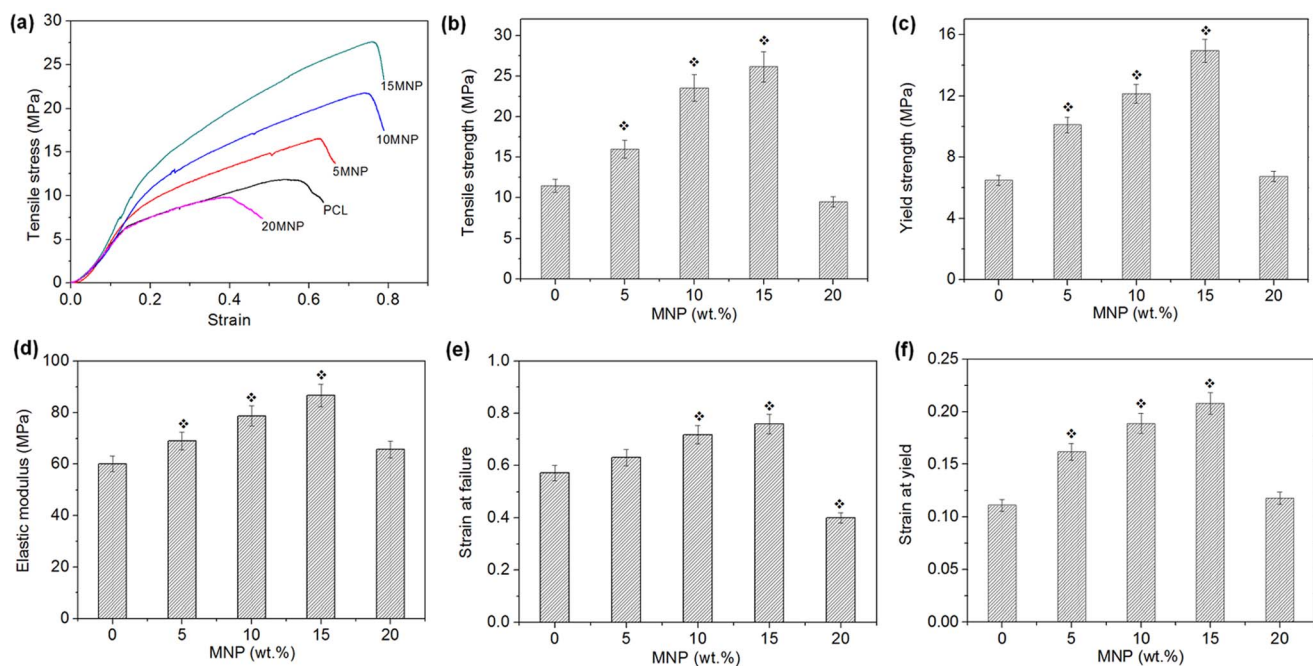 (a)
30
25
20
15
10
5
0
Tensile stress (MPa)
0.0 0.2 0.4 0.6 0.8
Strain
15MNP
10MNP
5MNP
PCL
20MNP
(b)
30
25
20
15
10
5
0
Tensile strength (MPa)
0 5 10 15 20
MNP (wt.%)
(c)
16
12
8
4
0
Yield strength (MPa)
0 5 10 15 20
MNP (wt.%)
(d)
100
80
60
40
20
0
Elastic modulus (MPa)
0 5 10 15 20
MNP (wt.%)
(e)
1.0
0.8
0.6
0.4
0.2
0.0
Strain at failure
0 5 10 15 20
MNP (wt.%)
(f)
0.25
0.20
0.15
0.10
0.05
0.00
Strain at yield
0 5 10 15 20
MNP (wt.%)